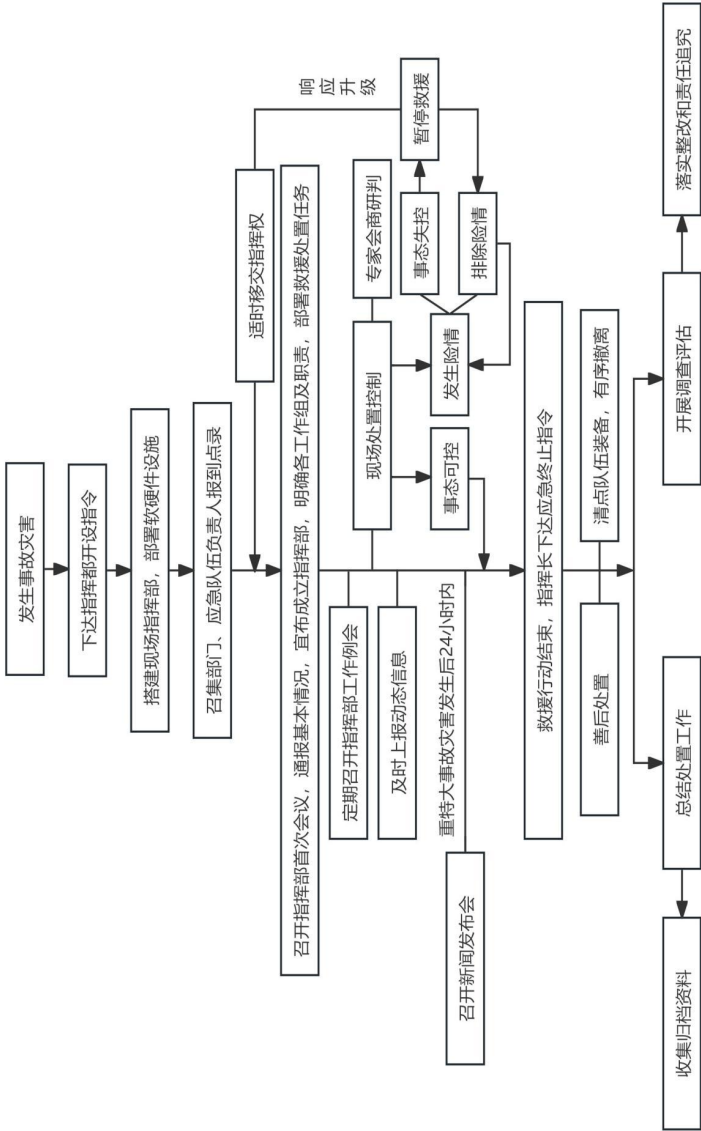 发生事故灾害
下达指挥都开设指令
搭建现场指挥部，部署软硬件设施
召集部门、应急队伍负责人报到点录
适时移交指挥权
响应升级
召开指挥部首次会议，通报基本情况，宜布成立指挥部，明确各工作组及职责，部署救援处置任务
定期召开指挥部工作例会
现场处置控制
专家会商研判
及时上报动态信息
事态可控
发生险情
事态失控
暂停救援
排除险情
重特大事故灾害发生后24小时内
召开新闻发布会
救援行动结束，指挥长下达应急终止指令
善后处置
清点队伍装备，有序撤离
总结处置工作
开展调查评估
收集归档资料
落实整改和责任追究